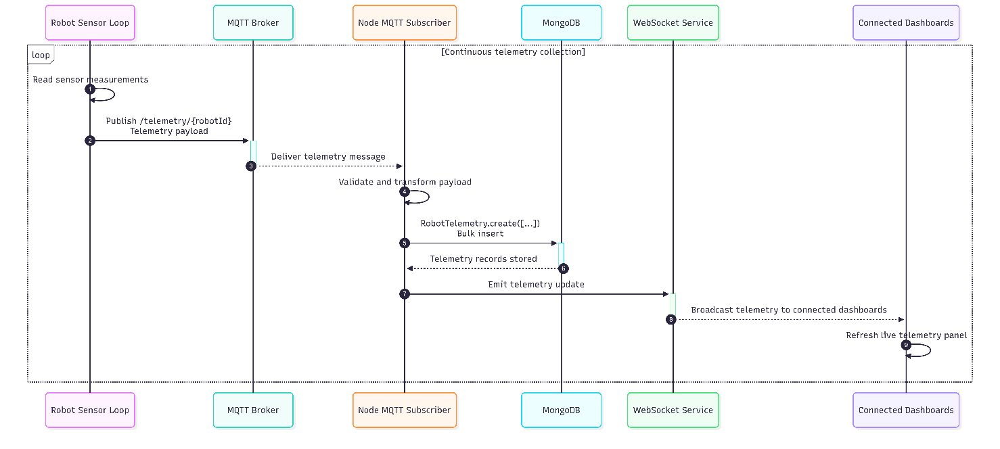 Robot Sensor Loop
MQTT Broker
Node MQTT Subscriber
MongoDB
WebSocket Service
Connected Dashboards
loop
[Continuous telemetry collection]
Read sensor measurements
1
Publish /telemetry/{robotId}
Telemetry payload
2
Deliver telemetry message
3
Validate and transform payload
4
RobotTelemetry.create([...])
Bulk insert
5
Telemetry records stored
6
Emit telemetry update
7
Broadcast telemetry to connected dashboards
8
Refresh live telemetry panel
9
Robot Sensor Loop
MQTT Broker
Node MQTT Subscriber
MongoDB
WebSocket Service
Connected Dashboards